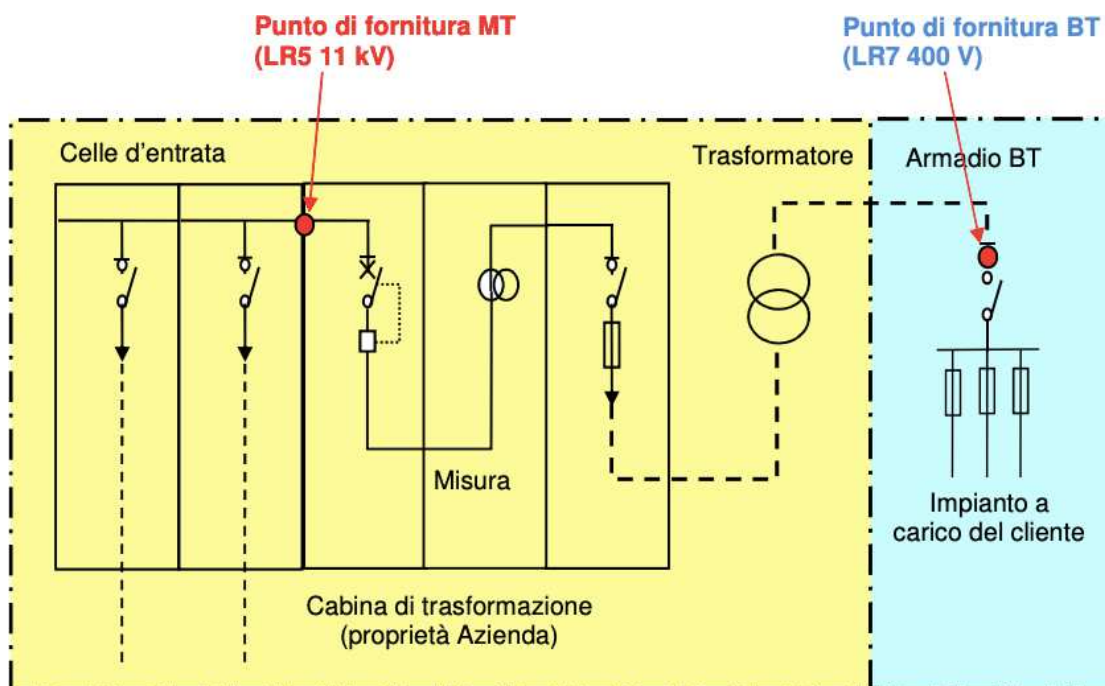 Punto di fornitura MT
(LR5 11 kV)
Punto di fornitura BT
(LR7 400 V)
Celle d'entrata
Trasformatore
Armadio BT
Misura
Impianto a
carico del cliente
Cabina di trasformazione
(proprietà Azienda)